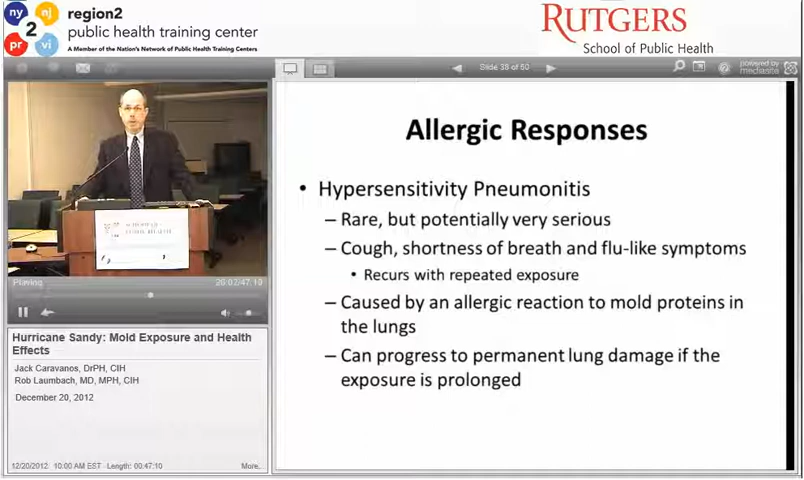 ny
nj
2
pr
vi
region2
public health training center
A Member of the Nation's Network of Public Health Training Centers
RUTGERS
School of Public Health
Slide 38 of 50
powered by
mediasite
Playing
Hurricane Sandy: Mold Exposure and Health
Effects
Jack Caravanos, DrPH, CIH
Rob Laumbach, MD, MPH, CIH
December 20, 2012
12/20/2012 10:00 AM EST Length: 00:47:10
More..
Allergic Responses
• Hypersensitivity Pneumonitis
– Rare, but potentially very serious
– Cough, shortness of breath and flu-like symptoms
• Recurs with repeated exposure
– Caused by an allergic reaction to mold proteins in
the lungs
– Can progress to permanent lung damage if the
exposure is prolonged